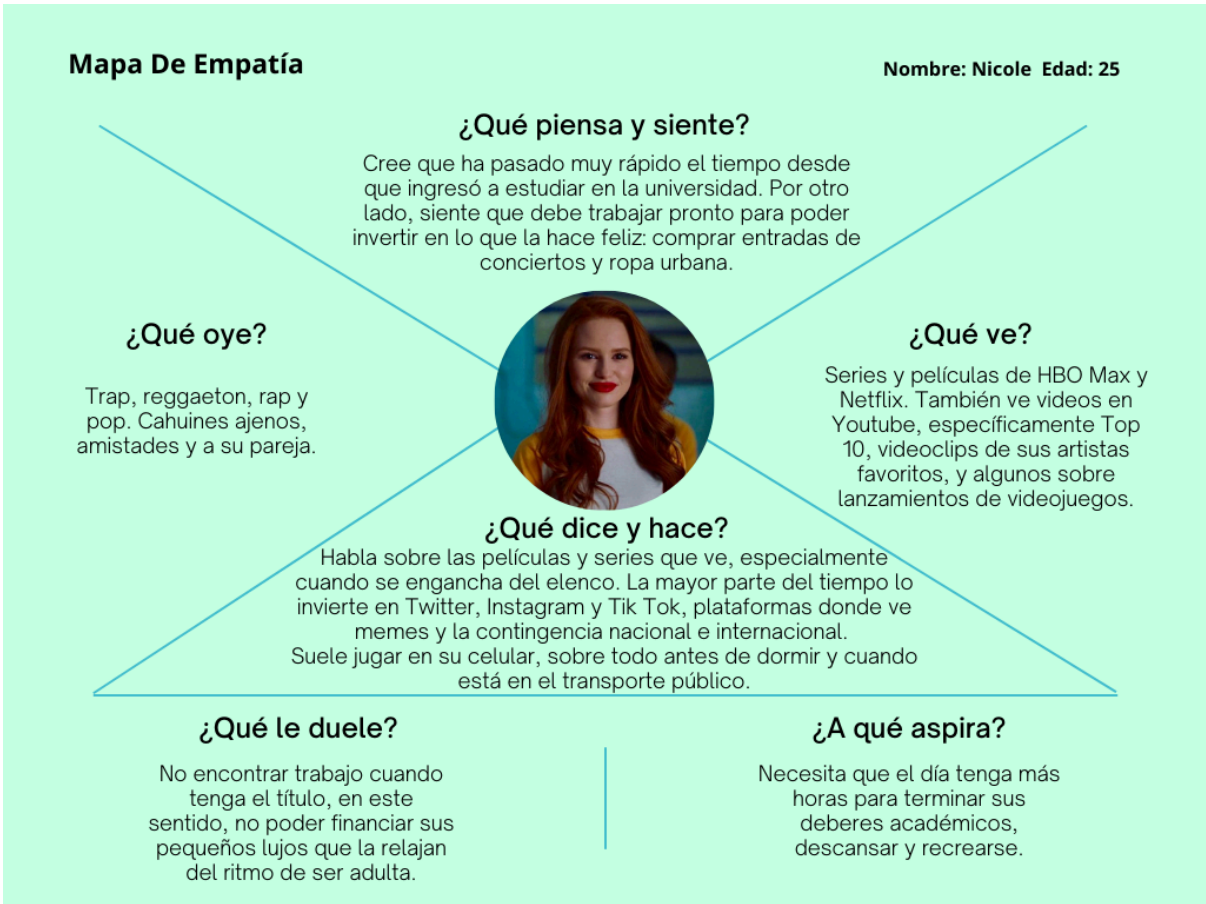 Mapa De Empatía
Nombre: Nicole Edad: 25
¿Qué piensa y siente?
Cree que ha pasado muy rápido el tiempo desde
que ingresó a estudiar en la universidad. Por otro
lado, siente que debe trabajar pronto para poder
invertir en lo que la hace feliz: comprar entradas de
conciertos y ropa urbana.
¿Qué oye?
Trap, reggaeton, rap y
pop. Cahuines ajenos,
amistades y a su pareja.
¿Qué ve?
Series y películas de HBO Max y
Netflix. También ve videos en
Youtube, específicamente Top
10, videoclips de sus artistas
favoritos, y algunos sobre
lanzamientos de videojuegos.
¿Qué dice y hace?
Habla sobre las películas y series que ve, especialmente
cuando se engancha del elenco. La mayor parte del tiempo lo
invierte en Twitter, Instagram y Tik Tok, plataformas donde ve
memes y la contingencia nacional e internacional.
Suele jugar en su celular, sobre todo antes de dormir y cuando
está en el transporte público.
¿Qué le duele?
No encontrar trabajo cuando
tenga el título, en este
sentido, no poder financiar sus
pequeños lujos que la relajan
del ritmo de ser adulta.
¿A qué aspira?
Necesita que el día tenga más
horas para terminar sus
deberes académicos,
descansar y recrearse.